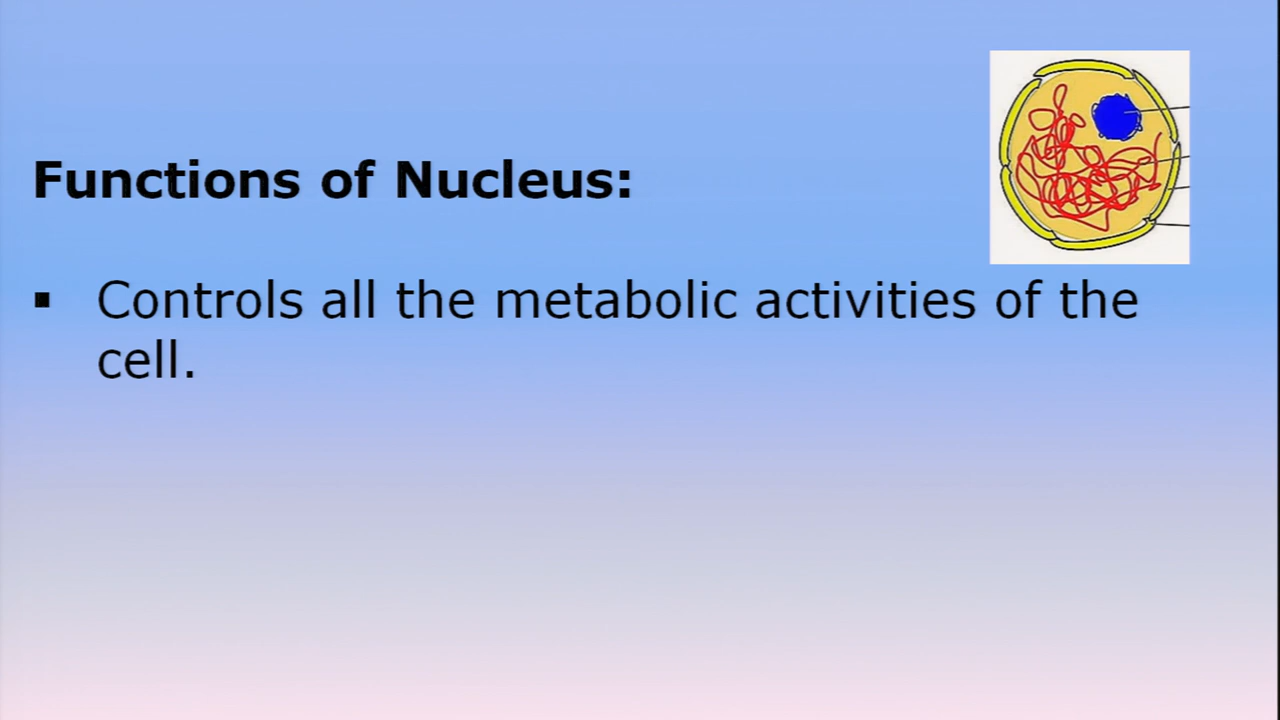 Functions of Nucleus:
▪ Controls all the metabolic activities of the
cell.